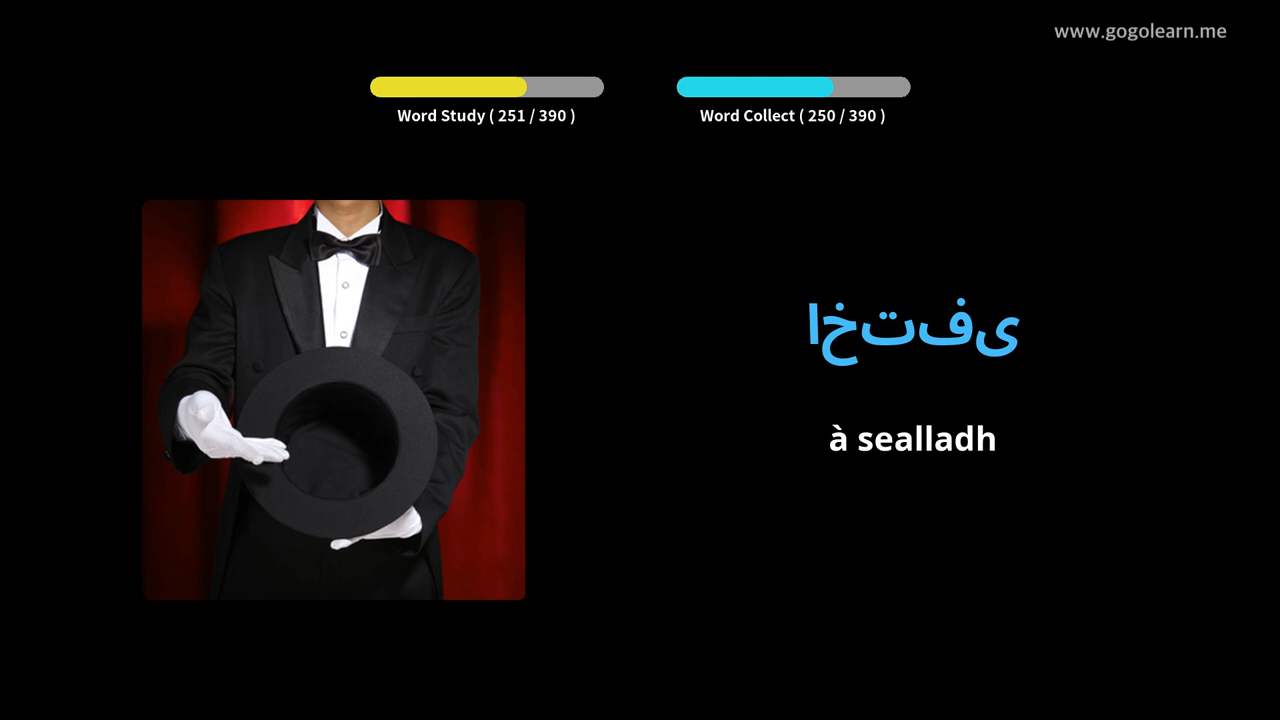 www.gogolearn.me
Word Study ( 251 / 390 )
Word Collect ( 250 / 390 )
اختفى
à sealladh